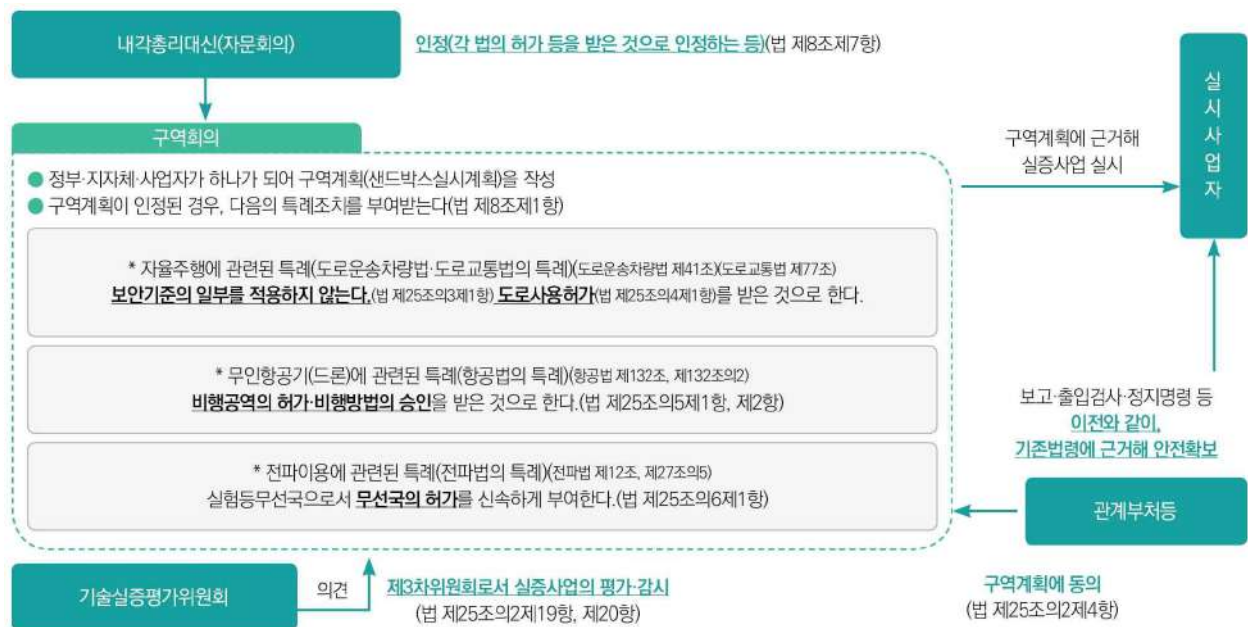 내각총리대신(자문회의)
인정(각 법의 허가 등을 받은 것으로 인정하는 등)(법 제8조제7항)
실시사업자
구역회의
구역계획에 근거해
실증사업 실시
● 정부·지자체·사업자가 하나가 되어 구역계획(샌드박스실시계획)을 작성
● 구역계획이 인정된 경우, 다음의 특례조치를 부여받는다(법 제8조제1항)
* 자율주행에 관련된 특례(도로운송차량법·도로교통법의 특례)(도로운송차량법 제41조)(도로교통법 제77조)
보안기준의 일부를 적용하지 않는다.(법 제25조의3제1항) 도로사용허가(법 제25조의4제1항)를 받은 것으로 한다.
* 무인항공기(드론)에 관련된 특례(항공법의 특례)(항공법 제132조, 제132조의2)
비행공역의 허가·비행방법의 승인을 받은 것으로 한다.(법 제25조의5제1항, 제2항)
* 전파이용에 관련된 특례(전파법의 특례)(전파법 제12조, 제27조의5)
실험등무선국으로서 무선국의 허가를 신속하게 부여한다.(법 제25조의6제1항)
보고·출입검사·정지명령 등
이전와 같이,
기존법령에 근거해 안전확보
관계부처등
기술실증평가위원회
의견
제3차위원회로서 실증사업의 평가·감시
(법 제25조의2제19항, 제20항)
구역계획에 동의
(법 제25조의2제4항)